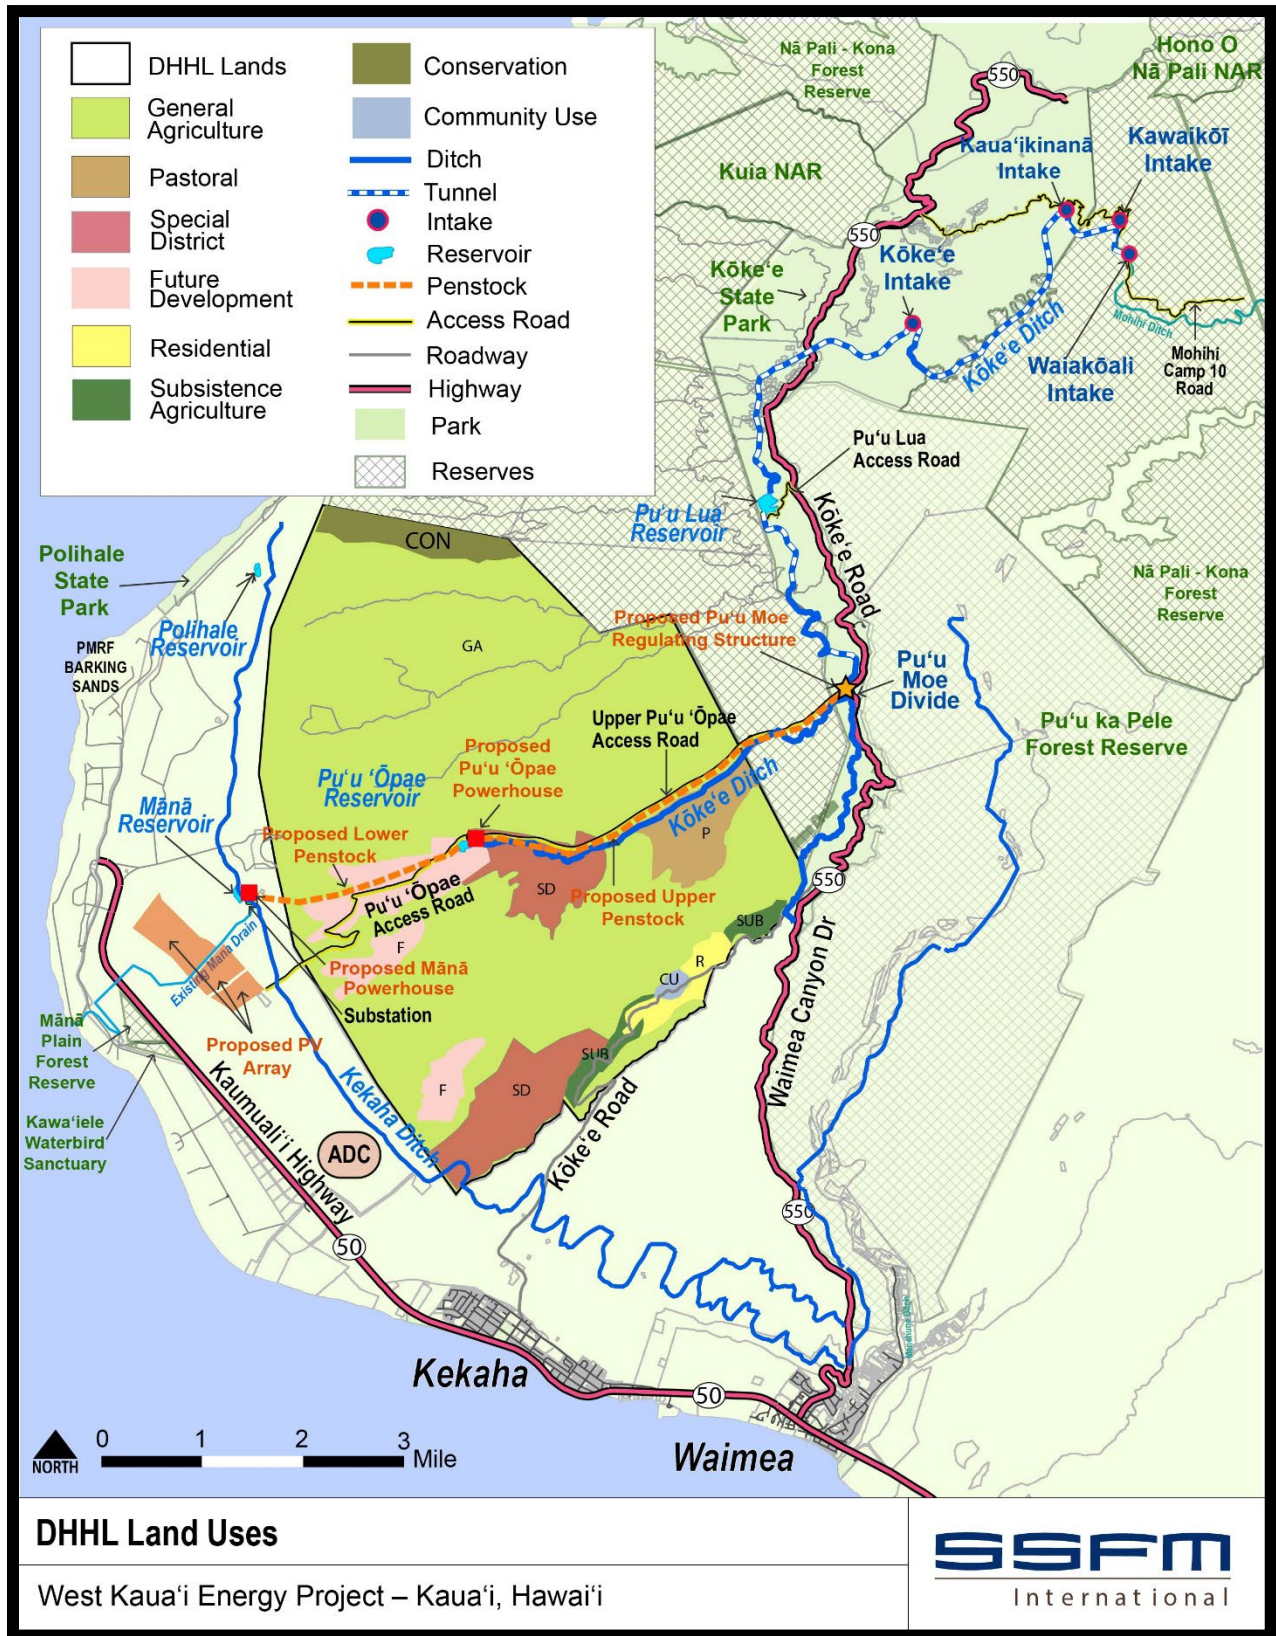 DHHL Lands
General
Agriculture
Pastoral
Special
District
Future
Development
Residential
Subsistence
Agriculture
Conservation
Community Use
Ditch
Tunnel
Intake
Reservoir
Penstock
Access Road
Roadway
Highway
Park
Reserves
Nā Pali - Kona
Forest
Reserve
Hono O
Nā Pali NAR
550
Kuia NAR
Kaua‘ikinanā
Intake
Kawaikōī
Intake
550
Kōke‘e
State
Park
Kōke‘e
Intake
Kōke‘e Ditch
Mohihi Ditch
Waiakōali
Intake
Mohihi
Camp 10
Road
Pu‘u Lua
Access Road
Pu‘u Lua
Reservoir
Kōke‘e Road
Nā Pali - Kona
Forest
Reserve
CON
Polihale
State
Park
Polihale
Reservoir
PMRF
BARKING
SANDS
GA
Proposed Pu‘u Moe
Regulating Structure
Pu‘u
Moe
Divide
Pu‘u ka Pele
Forest Reserve
Upper Pu‘u ‘Ōpae
Access Road
Proposed
Pu‘u ‘Ōpae
Powerhouse
Pu‘u ‘Ōpae
Reservoir
Kōke‘e Ditch
Mānā
Reservoir
Proposed Lower
Penstock
P
Pu‘u ‘Ōpae
Access Road
SD
Proposed Upper
Penstock
550
SUB
F
R
CU
Existing Mana Drain
Proposed Mānā
Powerhouse
Substation
Mānā
Plain
Forest
Reserve
Proposed PV
Array
Kawa‘iele
Waterbird
Sanctuary
Kaumuali‘i Highway
Kekaha Ditch
ADC
F
SD
SUB
Kōke‘e Road
Waimea Canyon Dr
550
50
Kekaha
50
Waimea
NORTH
0 1 2 3
Mile
DHHL Land Uses
West Kaua‘i Energy Project – Kaua‘i, Hawai‘i
SSFM
International